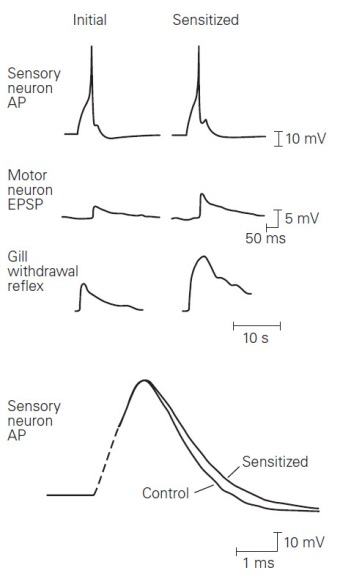 Initial
Sensitized
Sensory
neuron
AP
10 mV
Motor
neuron
EPSP
5 mV
50 ms
Gill
withdrawal
reflex
10 s
Sensory
neuron
AP
Sensitized
Control
10 mV
1 ms